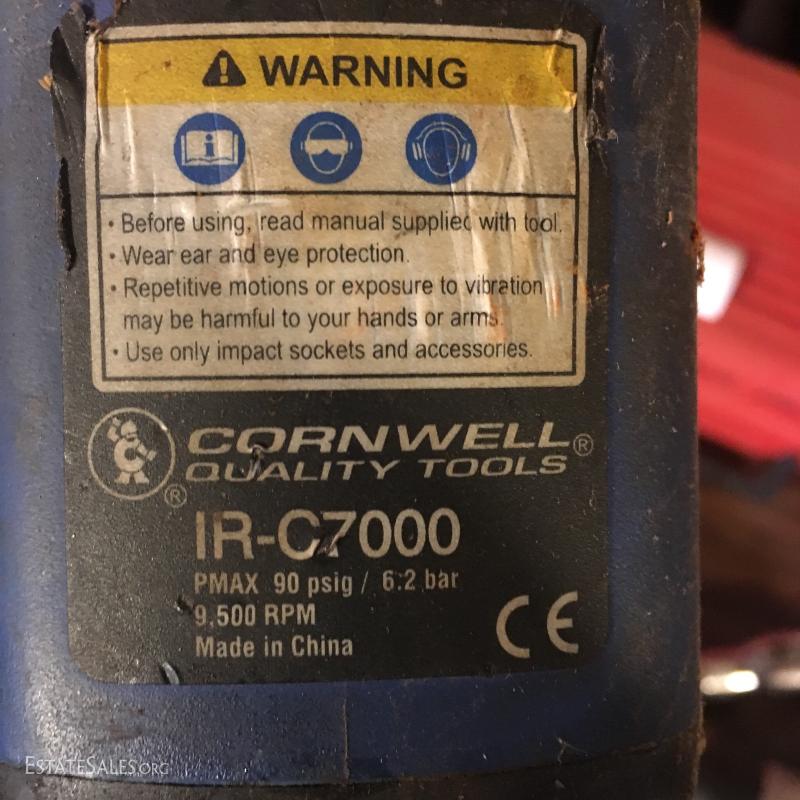 WARNING
• Before using, read manual supplied with tool.
• Wear ear and eye protection.
• Repetitive motions or exposure to vibration
may be harmful to your hands or arms.
• Use only impact sockets and accessories.
CORNWELL®
QUALITY TOOLS
®
IR-C7000
PMAX 90 psig / 6.2 bar
9,500 RPM
Made in China
CE
ESTATESALES.ORG